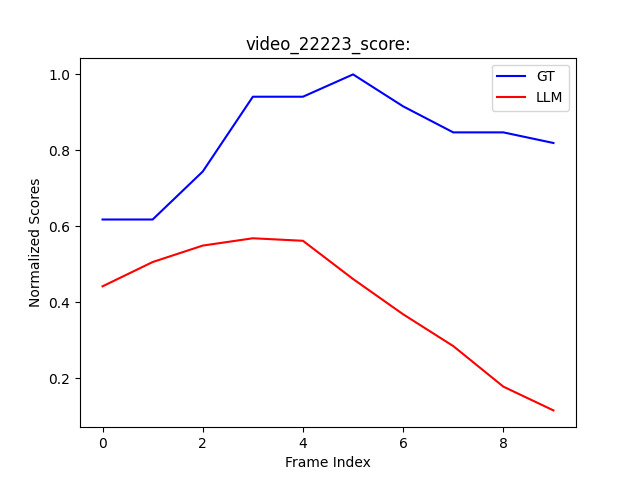 video_22223_score:
GT
LLM
Normalized Scores
1.0
0.8
0.6
0.4
0.2
0 2 4 6 8
Frame Index